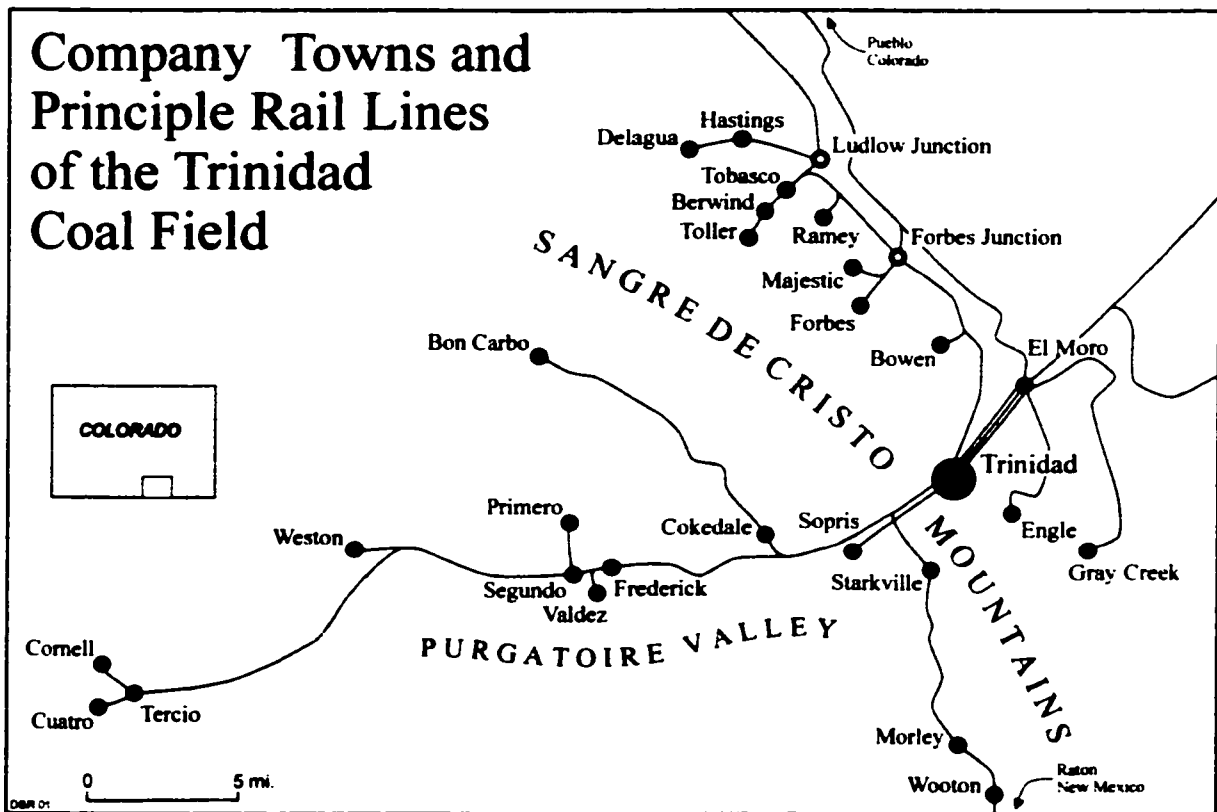 Company Towns and
Principle Rail Lines
of the Trinidad
Coal Field
Pueblo
Colorado
Hastings
Delagua
Ludlow Junction
Tobasco
Berwind
Toller
Ramey
Forbes Junction
Majestic
Forbes
Bowen
El Moro
SANGRE DE CRISTO
MOUNTAINS
Bon Carbo
COLORADO
Trinidad
Primero
Cokedale
Sopris
Engle
Weston
Segundo
Frederick
Starkville
Gray Creek
Valdez
PURGATOIRE VALLEY
Cornell
Cuatro
Tercio
Morley
Wooton
Raton
New Mexico
0 5 mi.
DBR 01